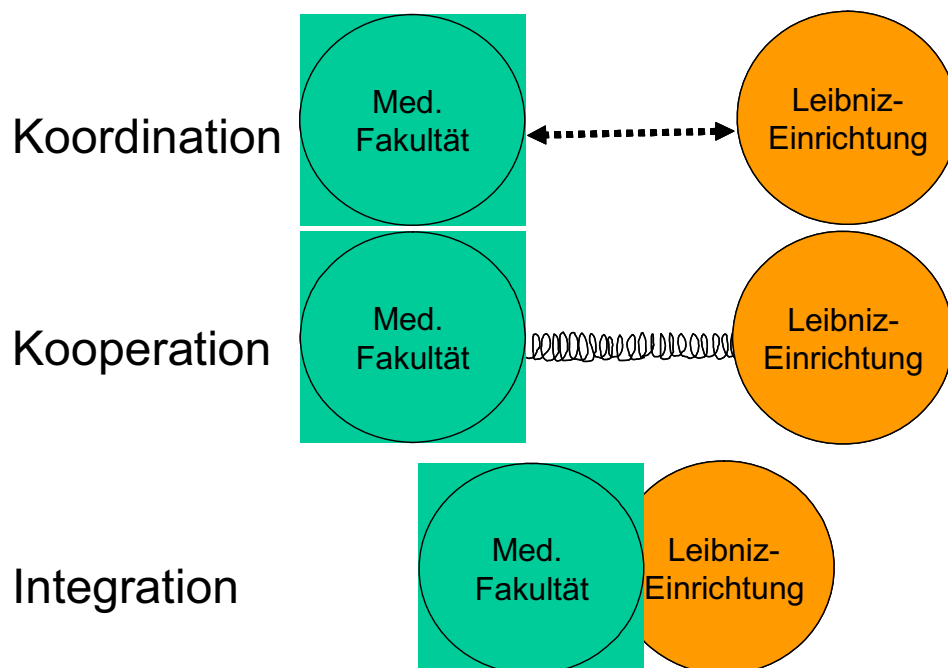 Koordination
Med.
Fakultät
Leibniz-
Einrichtung
Kooperation
Med.
Fakultät
Leibniz-
Einrichtung
Integration
Med.
Fakultät
Leibniz-
Einrichtung